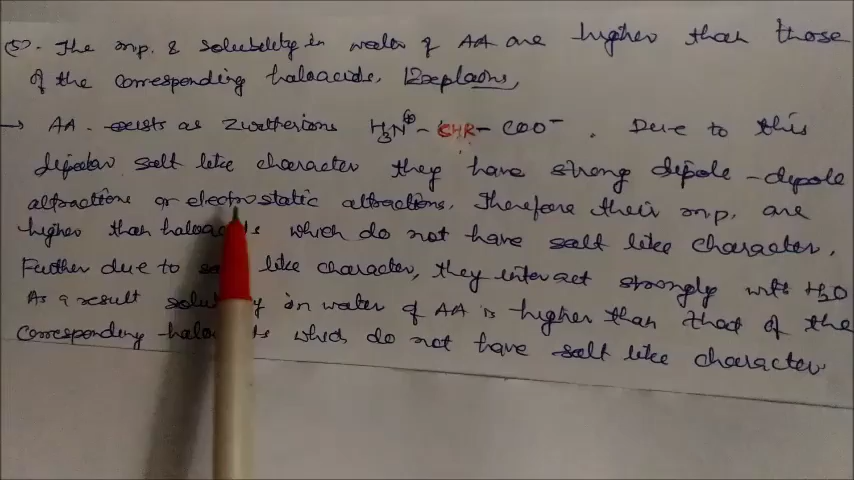 (5). The m.p. & solubility in water of AA are higher than those
of the corresponding haloacids. Explain,
→ AA - exists as zwitterions H₃N⊕ - CHR - COO⁻. Due to this
dipolar salt like character they have strong dipole-dipole
attractions or electrostatic attractions. Therefore their m.p. are
higher than which do not have salt like character.
Further due to like character, they interact strongly with H₂O
As a result in water of AA is higher than that of the
corresponding which do not have salt like character